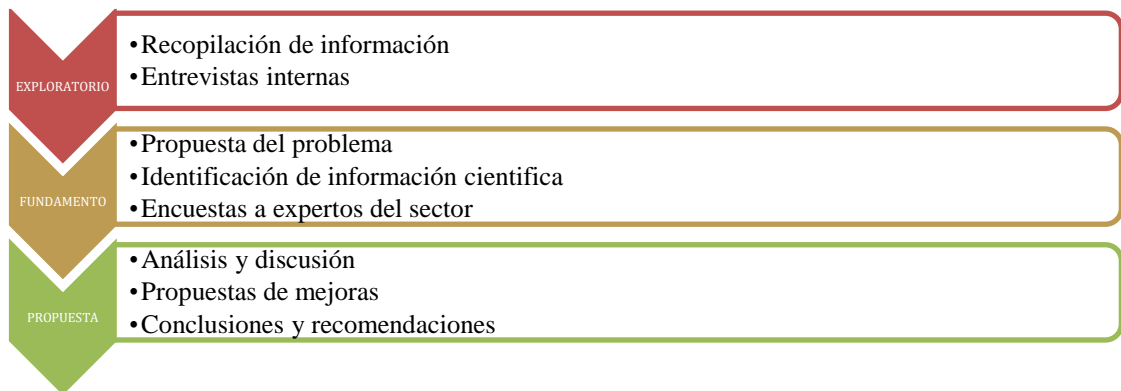 EXPLORATORIO
•Recopilación de información
•Entrevistas internas
FUNDAMENTO
•Propuesta del problema
•Identificación de información cientifica
•Encuestas a expertos del sector
PROPUESTA
•Análisis y discusión
•Propuestas de mejoras
•Conclusiones y recomendaciones